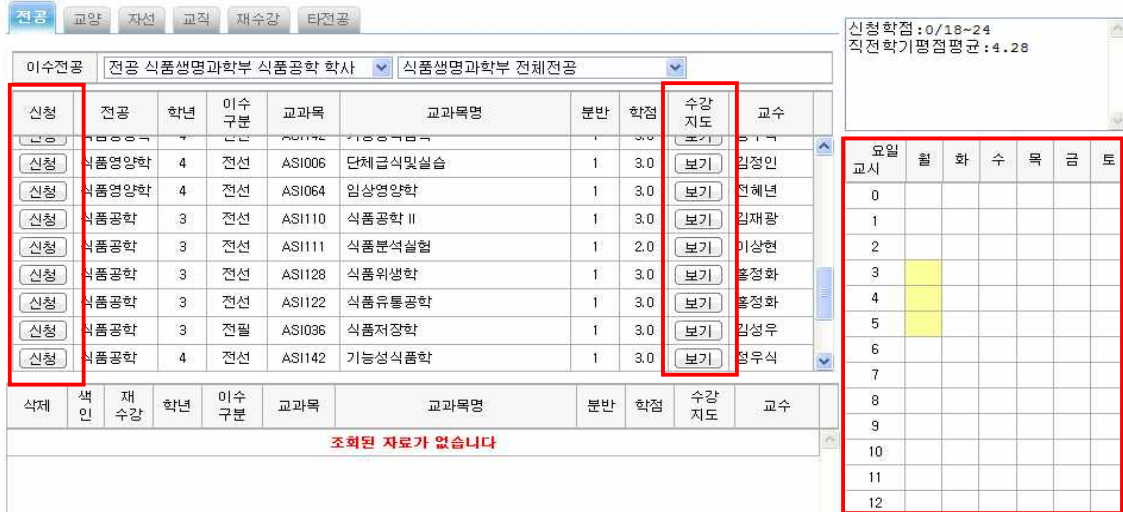 전공 교양 자선 교직 재수강 타전공
신청학점:0/18~24
직전학기평점평균:4.28
이수전공 전공 식품생명과학부 식품공학 학사 식품생명과학부 전체전공
신청 전공 학년 이수구분 교과목 교과목명 분반 학점 수강지도 교수
신청 식품영양학 4 전선 ASI006 단체급식및실습 1 3.0 보기 김정인
신청 식품영양학 4 전선 ASI064 임상영양학 1 3.0 보기 전혜년
신청 식품공학 3 전선 ASI110 식품공학 II 1 3.0 보기 김재광
신청 식품공학 3 전선 ASI111 식품분석실험 1 2.0 보기 이상현
신청 식품공학 3 전선 ASI128 식품위생학 1 3.0 보기 홍정화
신청 식품공학 3 전선 ASI122 식품유통공학 1 3.0 보기 홍정화
신청 식품공학 3 전필 ASI036 식품저장학 1 3.0 보기 김성우
신청 식품공학 4 전선 ASI142 기능성식품학 1 3.0 보기 정우식
삭제 색인 재수강 학년 이수구분 교과목 교과목명 분반 학점 수강지도 교수
조회된 자료가 없습니다
요일 월 화 수 목 금 토
교시
0
1
2
3
4
5
6
7
8
9
10
11
12